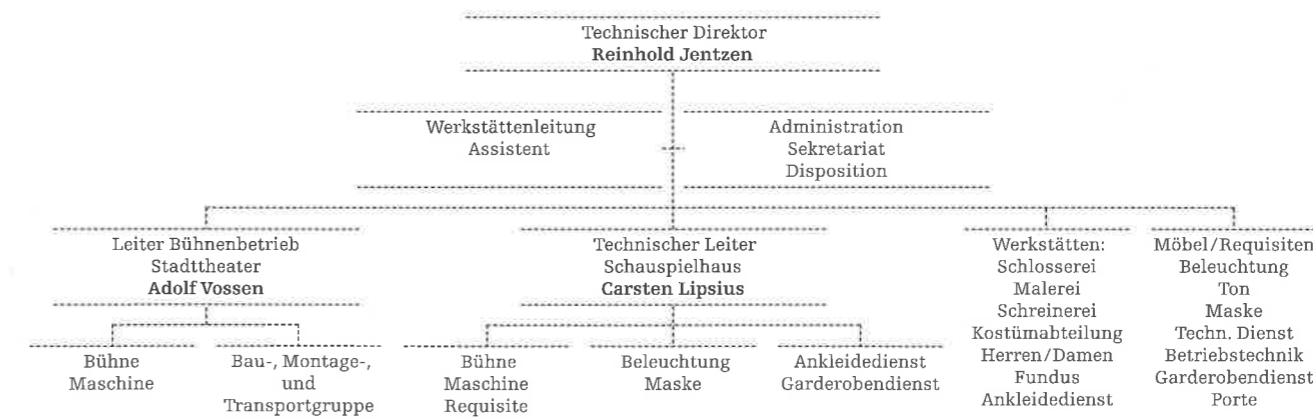 Technischer Direktor
Reinhold Jentzen
Werkstättenleitung
Assistent
Administration
Sekretariat
Disposition
Leiter Bühnenbetrieb
Stadttheater
Adolf Vossen
Technischer Leiter
Schauspielhaus
Carsten Lipsius
Werkstätten:
Schlosserei
Malerei
Schreinerei
Kostümabteilung
Herren/Damen
Fundus
Ankleidedienst
Möbel/Requisiten
Beleuchtung
Ton
Maske
Techn. Dienst
Betriebstechnik
Garderobendienst
Porte
Bühne
Maschine
Bau-, Montage-,
und
Transportgruppe
Bühne
Maschine
Requisite
Beleuchtung
Maske
Ankleidedienst
Garderobendienst